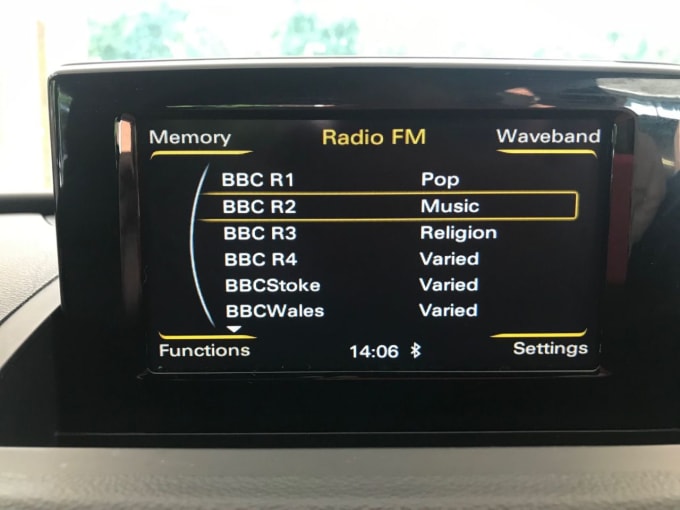 Memory Radio FM Waveband
BBC R1 Pop
BBC R2 Music
BBC R3 Religion
BBC R4 Varied
BBCStoke Varied
BBCWales Varied
Functions 14:06 Settings